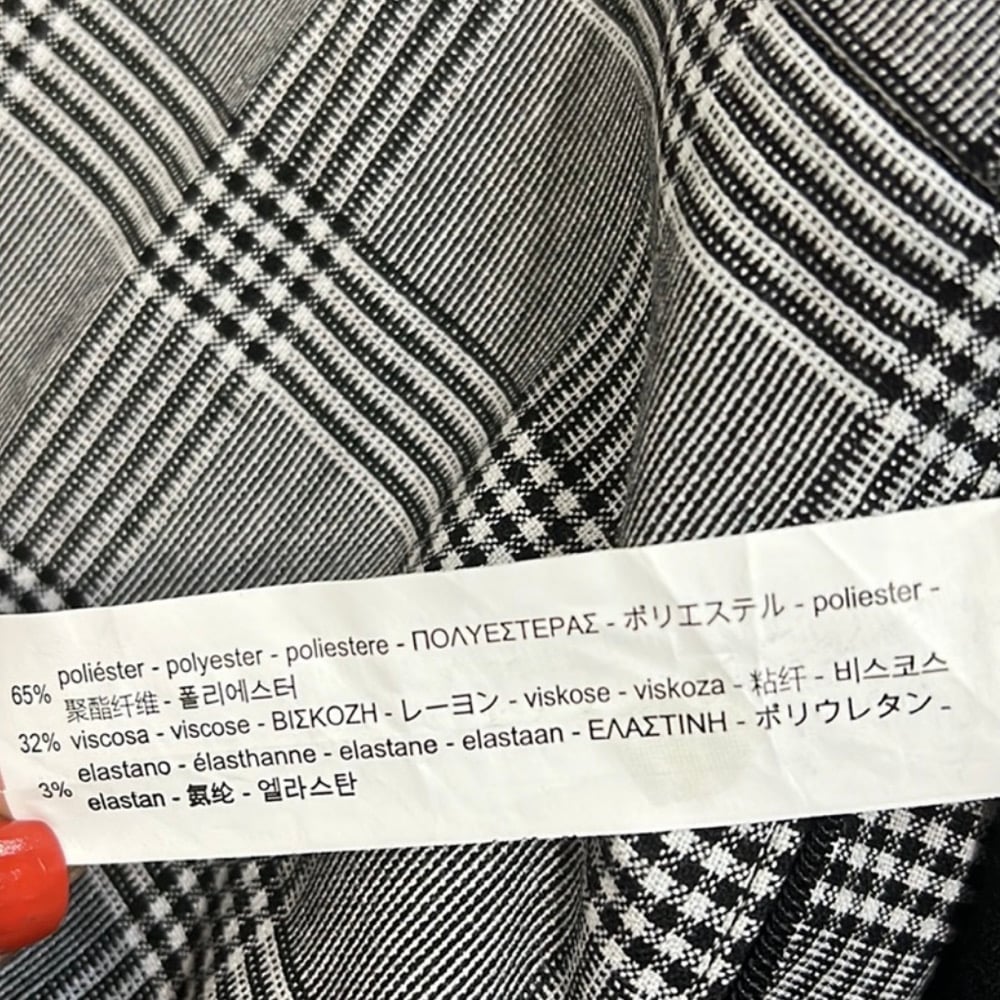 65% poliéster - polyester - poliestere - ΠΟΛΥΕΣΤΕΡΑΣ - ポリエステル - poliester -
聚酯纤维 - 폴리에스터
32% viscosa - viscose - ΒΙΣΚΟΖΗ - レーヨン - viskose - viskoza - 粘纤 - 비스코스
3% elastano - élasthanne - elastane - elastaan - ΕΛΑΣΤΙΝΗ - ポリウレタン -
elastan - 氨纶 - 엘라스탄